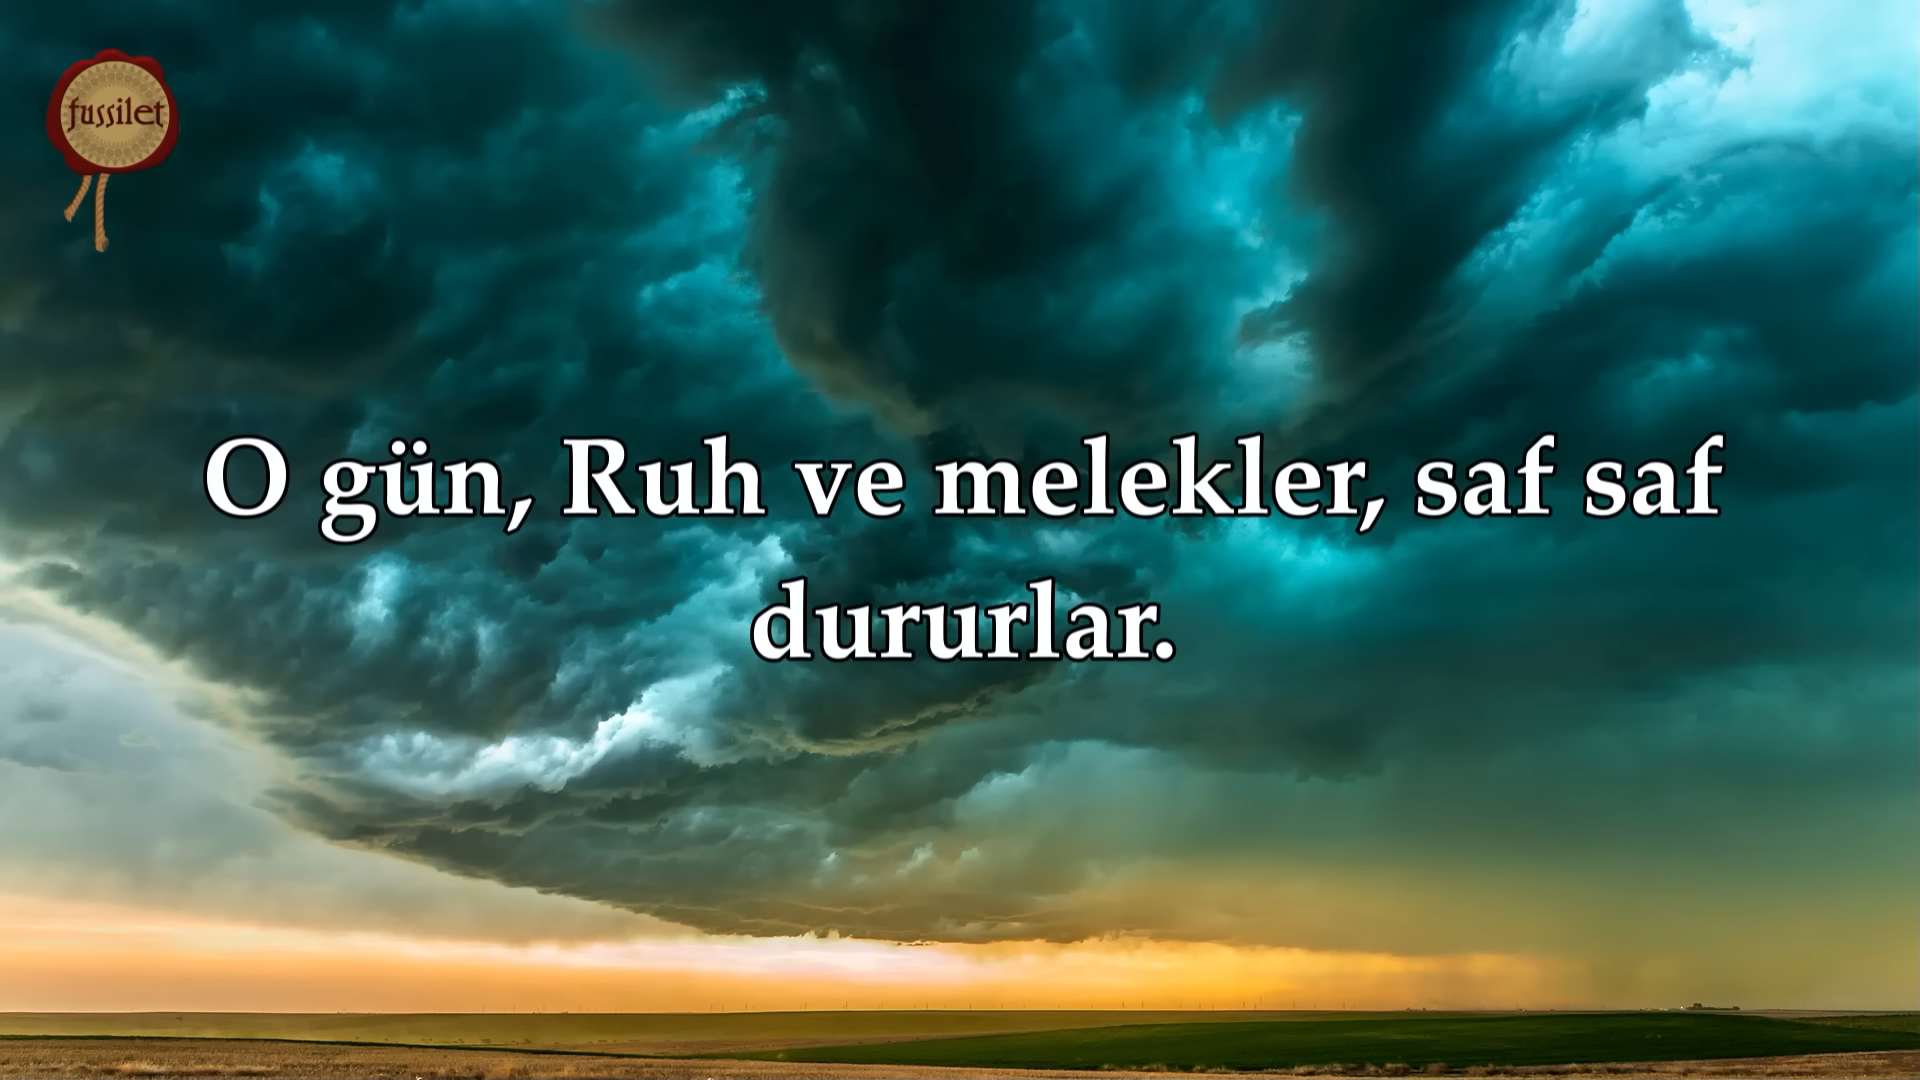 fussilet
O gün, Ruh ve melekler, saf saf
dururlar.